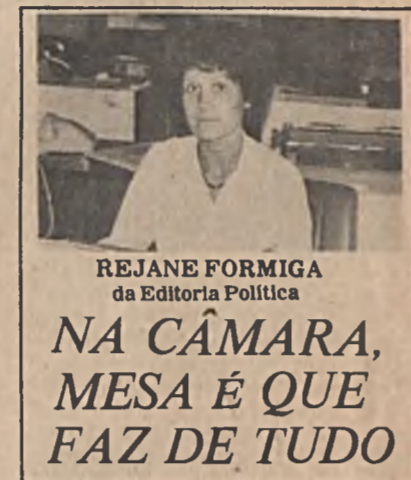 REJANE FORMIGA
da Editoria Política
NA CÂMARA,
MESA É QUE
FAZ DE TUDO